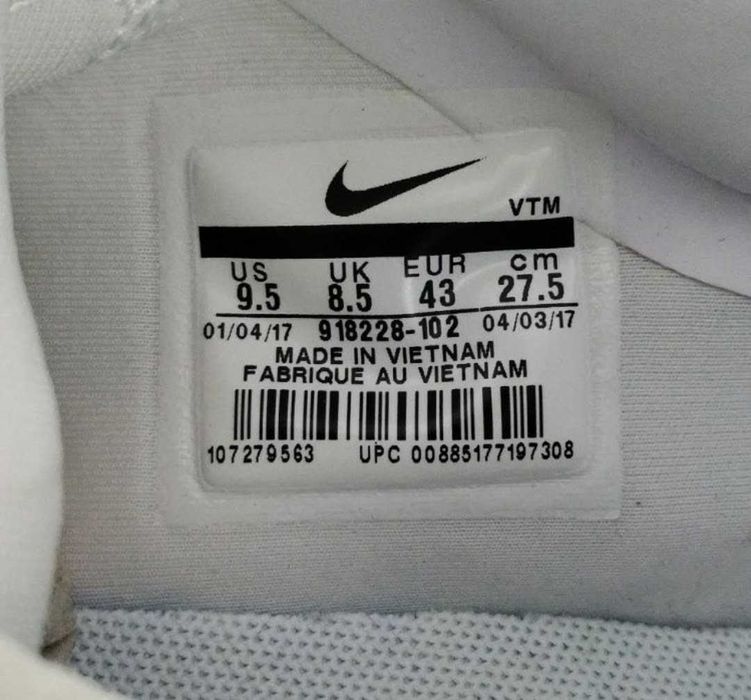 VTM
US UK EUR cm
9.5 8.5 43 27.5
01/04/17 918228-102 04/03/17
MADE IN VIETNAM
FABRIQUE AU VIETNAM
107279563 UPC 00885177197308